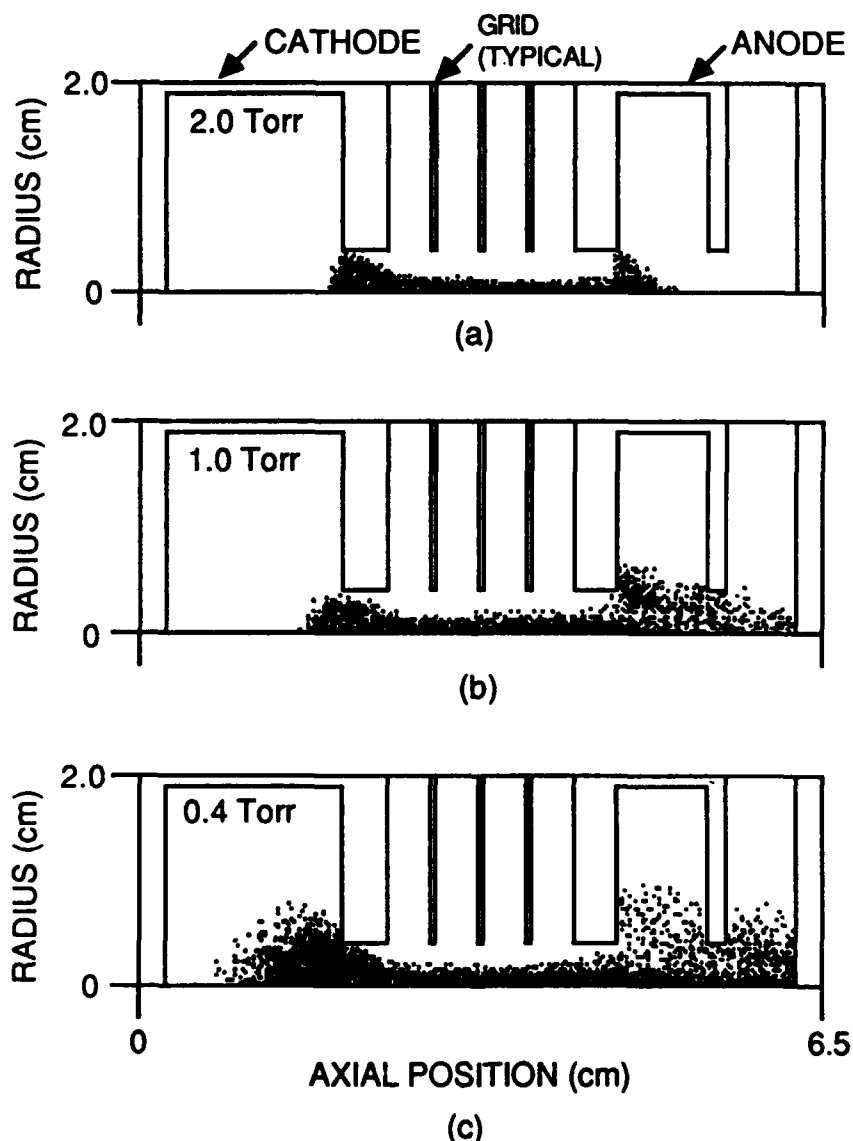 CATHODE
GRID
(TYPICAL)
ANODE
2.0
2.0 Torr
RADIUS (cm)
0
(a)
2.0
1.0 Torr
RADIUS (cm)
0
(b)
2.0
0.4 Torr
RADIUS (cm)
0
0
6.5
AXIAL POSITION (cm)
(c)